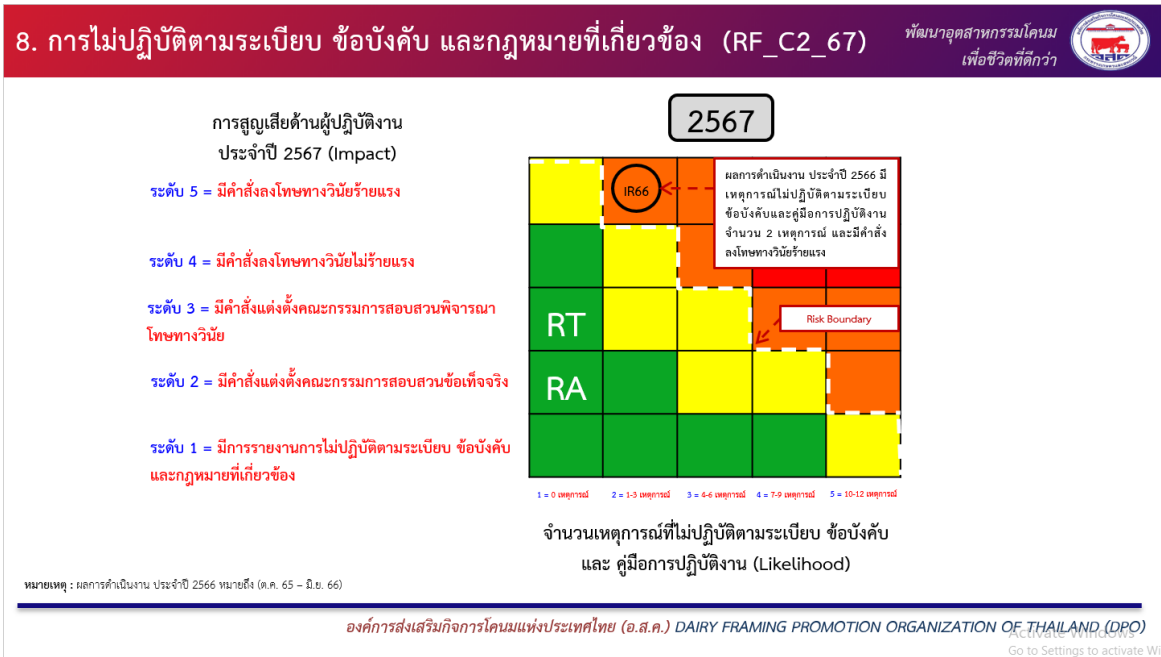 8. การไม่ปฏิบัติตามระเบียบ ข้อบังคับ และกฎหมายที่เกี่ยวข้อง (RF_C2_67)
พัฒนาอุตสาหกรรมโคนม
เพื่อชีวิตที่ดีกว่า
การสูญเสียด้านผู้ปฏิบัติงาน
ประจำปี 2567 (Impact)
ระดับ 5 = มีคำสั่งลงโทษทางวินัยร้ายแรง
ระดับ 4 = มีคำสั่งลงโทษทางวินัยไม่ร้ายแรง
ระดับ 3 = มีคำสั่งแต่งตั้งคณะกรรมการสอบสวนพิจารณา
โทษทางวินัย
ระดับ 2 = มีคำสั่งแต่งตั้งคณะกรรมการสอบสวนข้อเท็จจริง
ระดับ 1 = มีการรายงานการไม่ปฏิบัติตามระเบียบ ข้อบังคับ
และกฎหมายที่เกี่ยวข้อง
2567
IR66
ผลการดำเนินงาน ประจำปี 2566 มี
เหตุการณ์ไม่ปฏิบัติตามระเบียบ
ข้อบังคับและคู่มือการปฏิบัติงาน
จำนวน 2 เหตุการณ์ และมีคำสั่ง
ลงโทษทางวินัยร้ายแรง
RT
Risk Boundary
RA
1 = 0 เหตุการณ์
2 = 1-3 เหตุการณ์
3 = 4-6 เหตุการณ์
4 = 7-9 เหตุการณ์
5 = 10-12 เหตุการณ์
จำนวนเหตุการณ์ที่ไม่ปฏิบัติตามระเบียบ ข้อบังคับ
และ คู่มือการปฏิบัติงาน (Likelihood)
หมายเหตุ : ผลการดำเนินงาน ประจำปี 2566 หมายถึง (ต.ค. 65 – มิ.ย. 66)
องค์การส่งเสริมกิจการโคนมแห่งประเทศไทย (อ.ส.ค.) DAIRY FRAMING PROMOTION ORGANIZATION OF THAILAND (DPO)
Activate Windows
Go to Settings to activate Wi